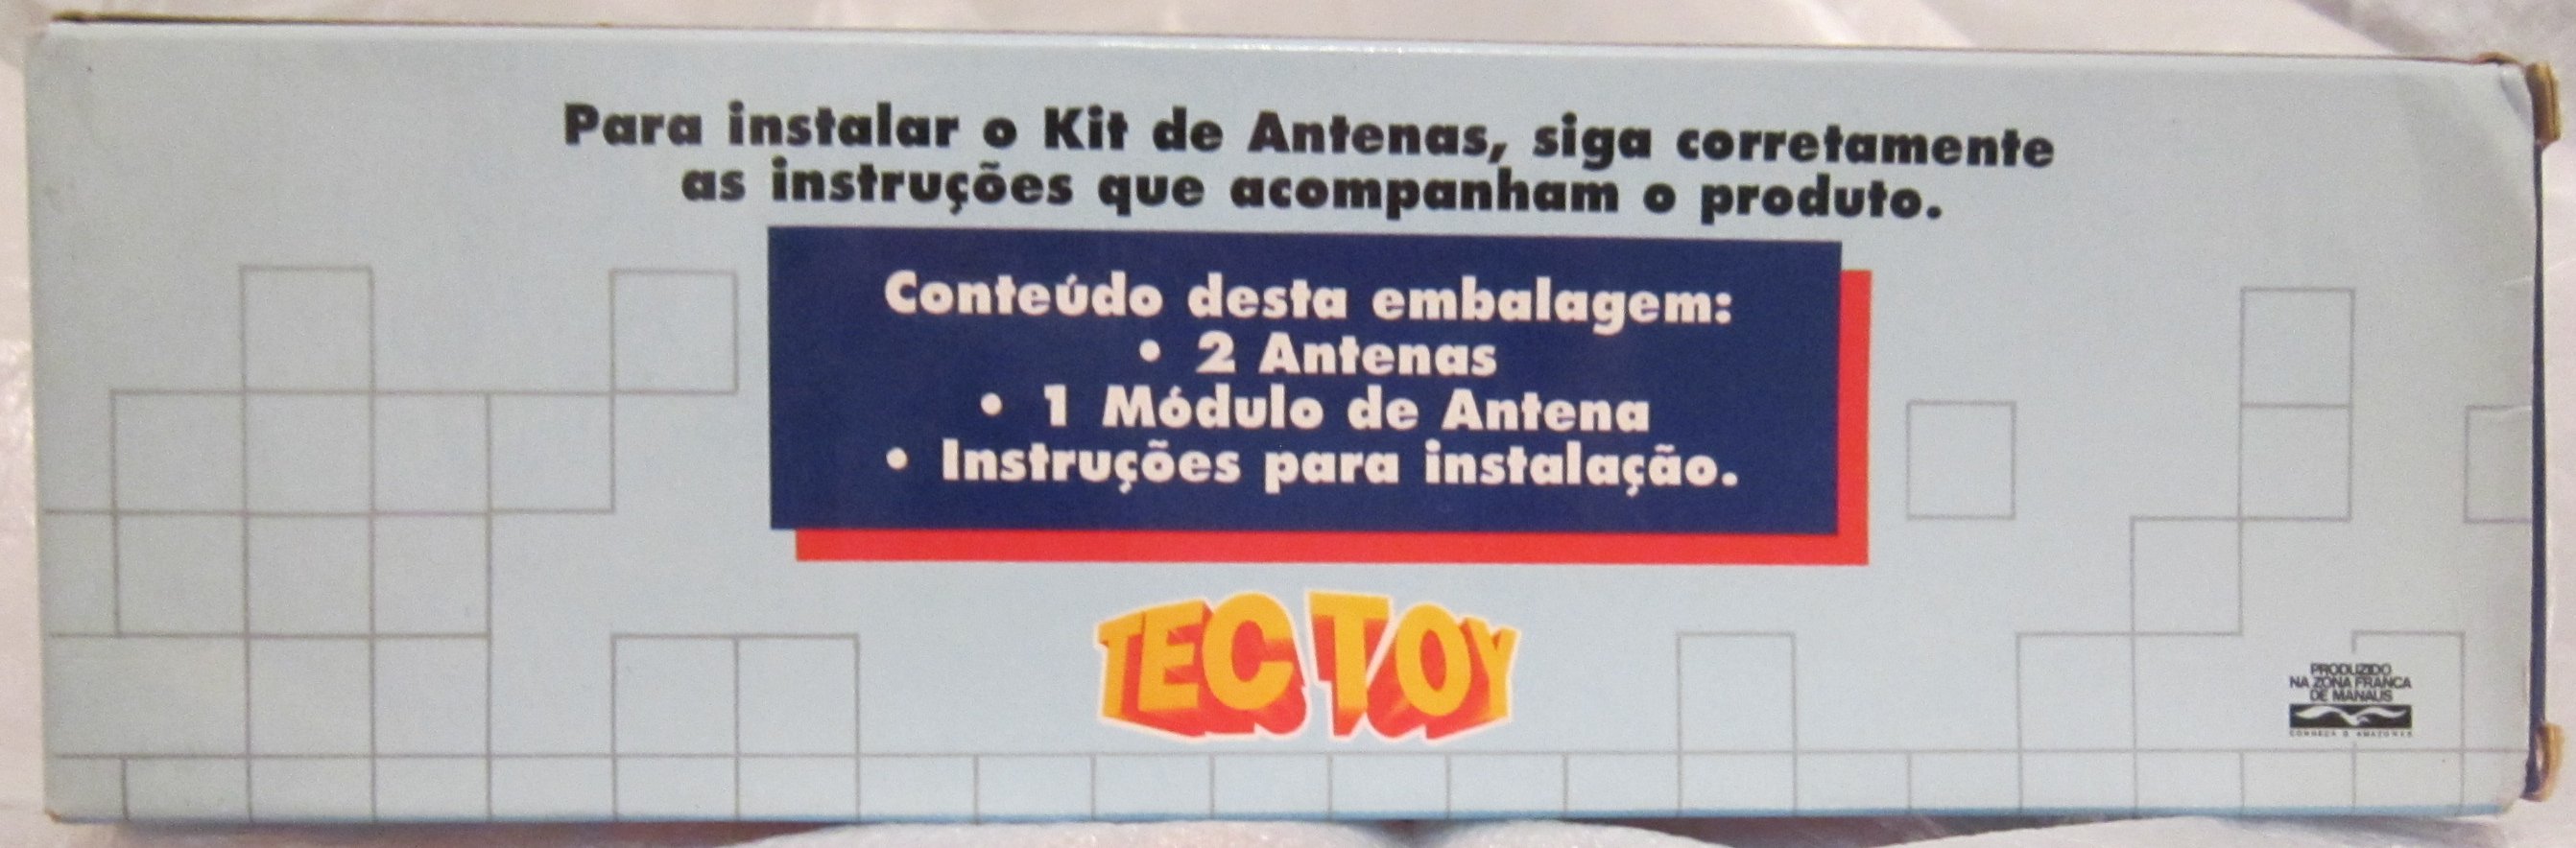 Para instalar o Kit de Antenas, siga corretamente
as instruções que acompanham o produto.
Conteúdo desta embalagem:
• 2 Antenas
• 1 Módulo de Antena
• Instruções para instalação.
TEC TOY
PRODUZIDO
NA ZONA FRANCA
DE MANAUS
CONHEÇA O AMAZONAS